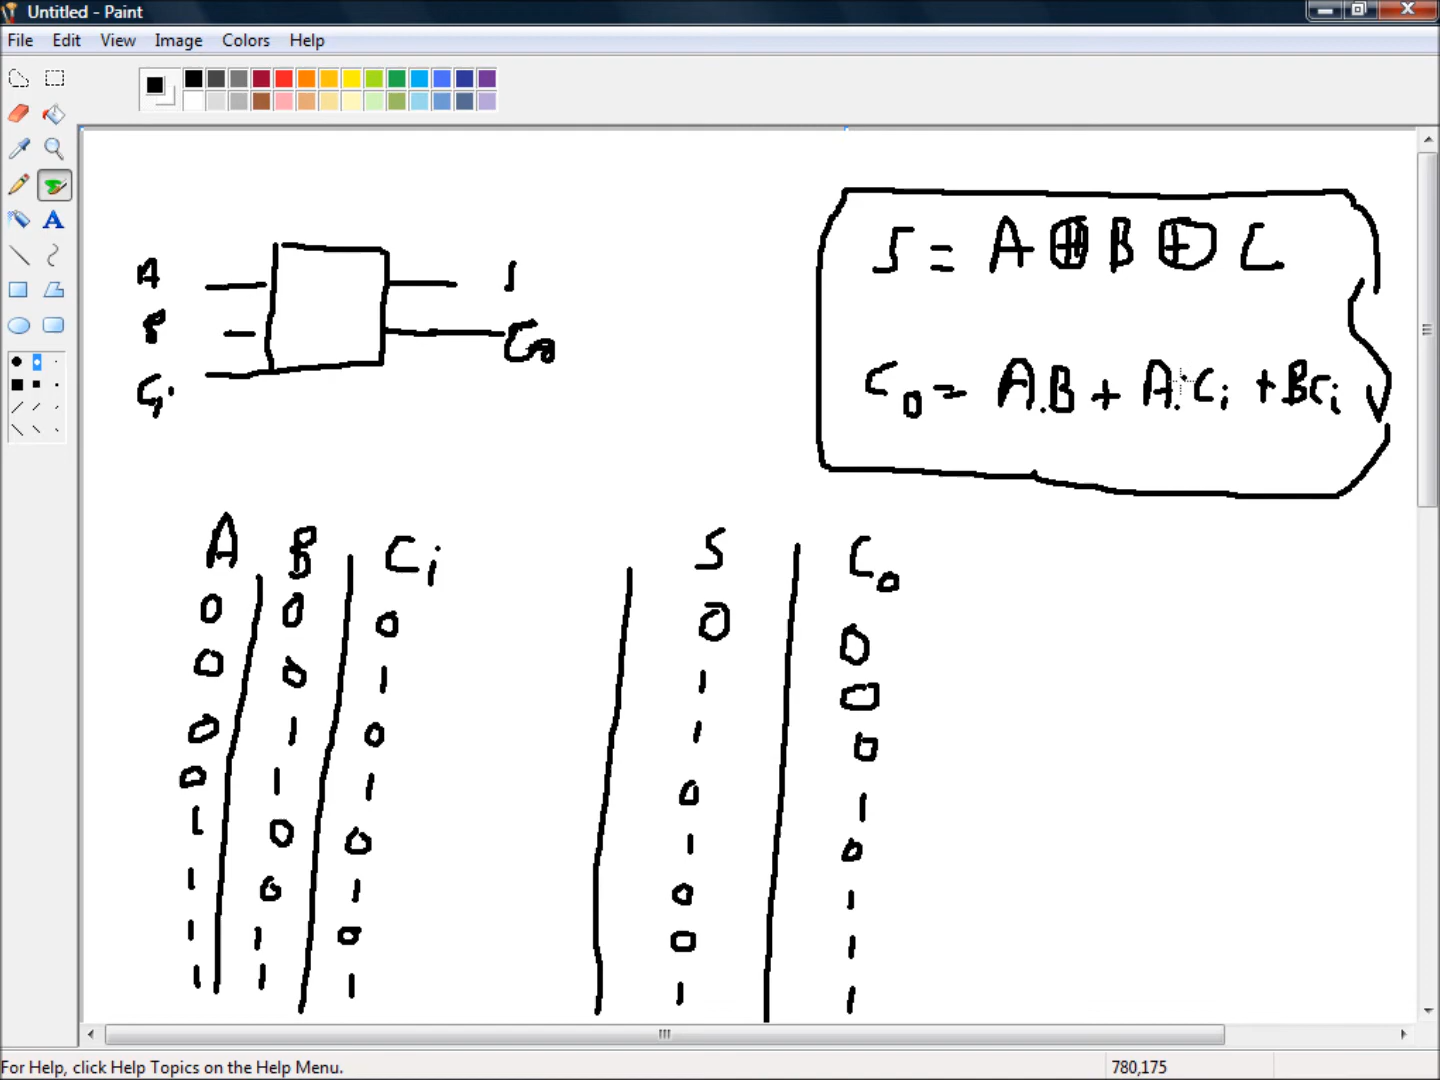 Untitled - Paint
File Edit View Image Colors Help
A S
B C0
Ci
S = A ⊕ B ⊕ C
C0 = A.B + A.Ci + BCi
A B Ci S C0
0 0 0 0 0
0 0 1 1 0
0 1 0 1 0
0 1 1 0 1
1 0 0 1 0
1 0 1 0 1
1 1 0 0 1
1 1 1 1 1
For Help, click Help Topics on the Help Menu. 780,175